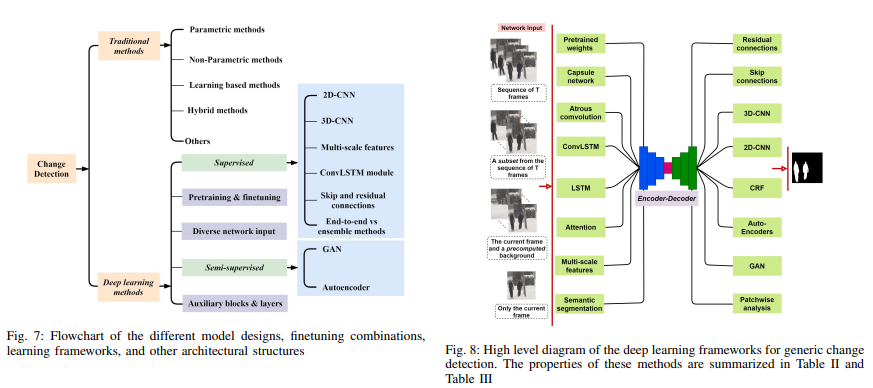 Traditional
methods
Parametric methods
Non-Parametric methods
Learning based methods
Hybrid methods
Others
Change
Detection
Deep learning
methods
Supervised
Pretraining & finetuning
Diverse network input
Semi-supervised
Auxiliary blocks & layers
2D-CNN
3D-CNN
Multi-scale features
ConvLSTM module
Skip and residual
connections
End-to-end vs
ensemble methods
GAN
Autoencoder
Fig. 7: Flowchart of the different model designs, finetuning combinations,
learning frameworks, and other architectural structures
Network Input
Sequence of T
frames
A subset from the
sequence of T
frames
The current frame
and a precomputed
background
Only the current
frame
Pretrained
weights
Capsule
network
Atrous
comvolution
ConvLSTM
LSTM
Attention
Multi-scale
features
Semantic
segmentation
Encoder-Decoder
Residual
connections
Skip
connections
3D-CNN
2D-CNN
CRF
Auto-
Encoders
GAN
Patchwise
analysis
Fig. 8: High level diagram of the deep learning frameworks for generic change
detection. The properties of these methods are summarized in Table II and
Table III